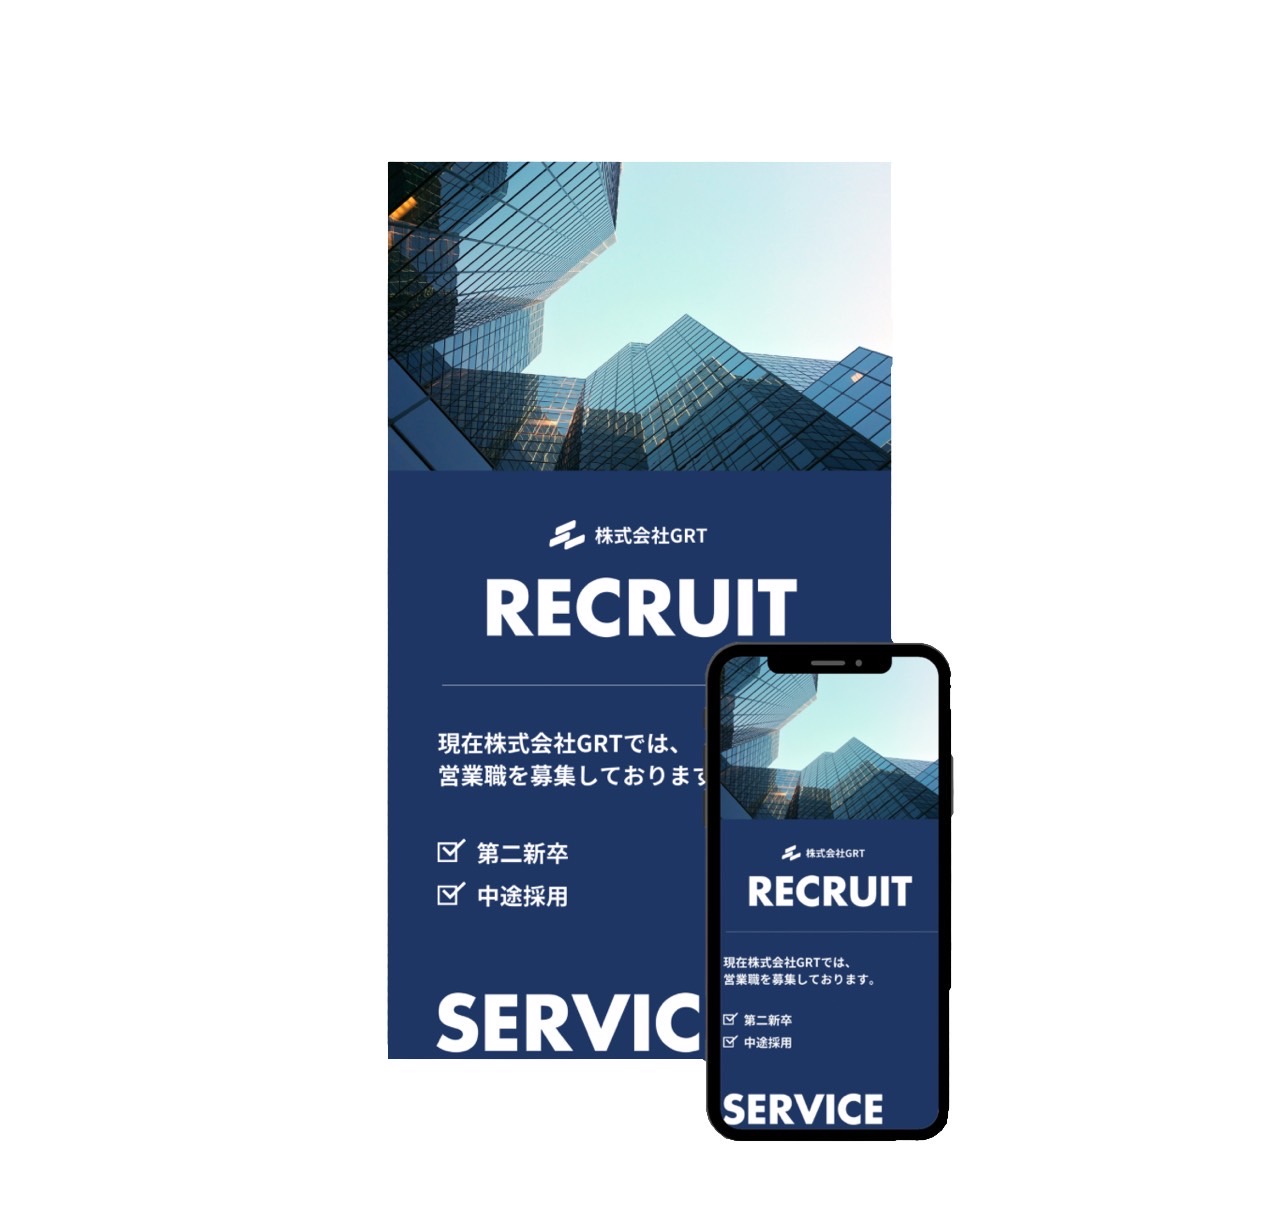 株式会社GRT
RECRUIT
現在株式会社GRTでは、
営業職を募集しております
第二新卒
中途採用
SERVIC
株式会社GRT
RECRUIT
現在株式会社GRTでは、
営業職を募集しております。
第二新卒
中途採用
SERVICE